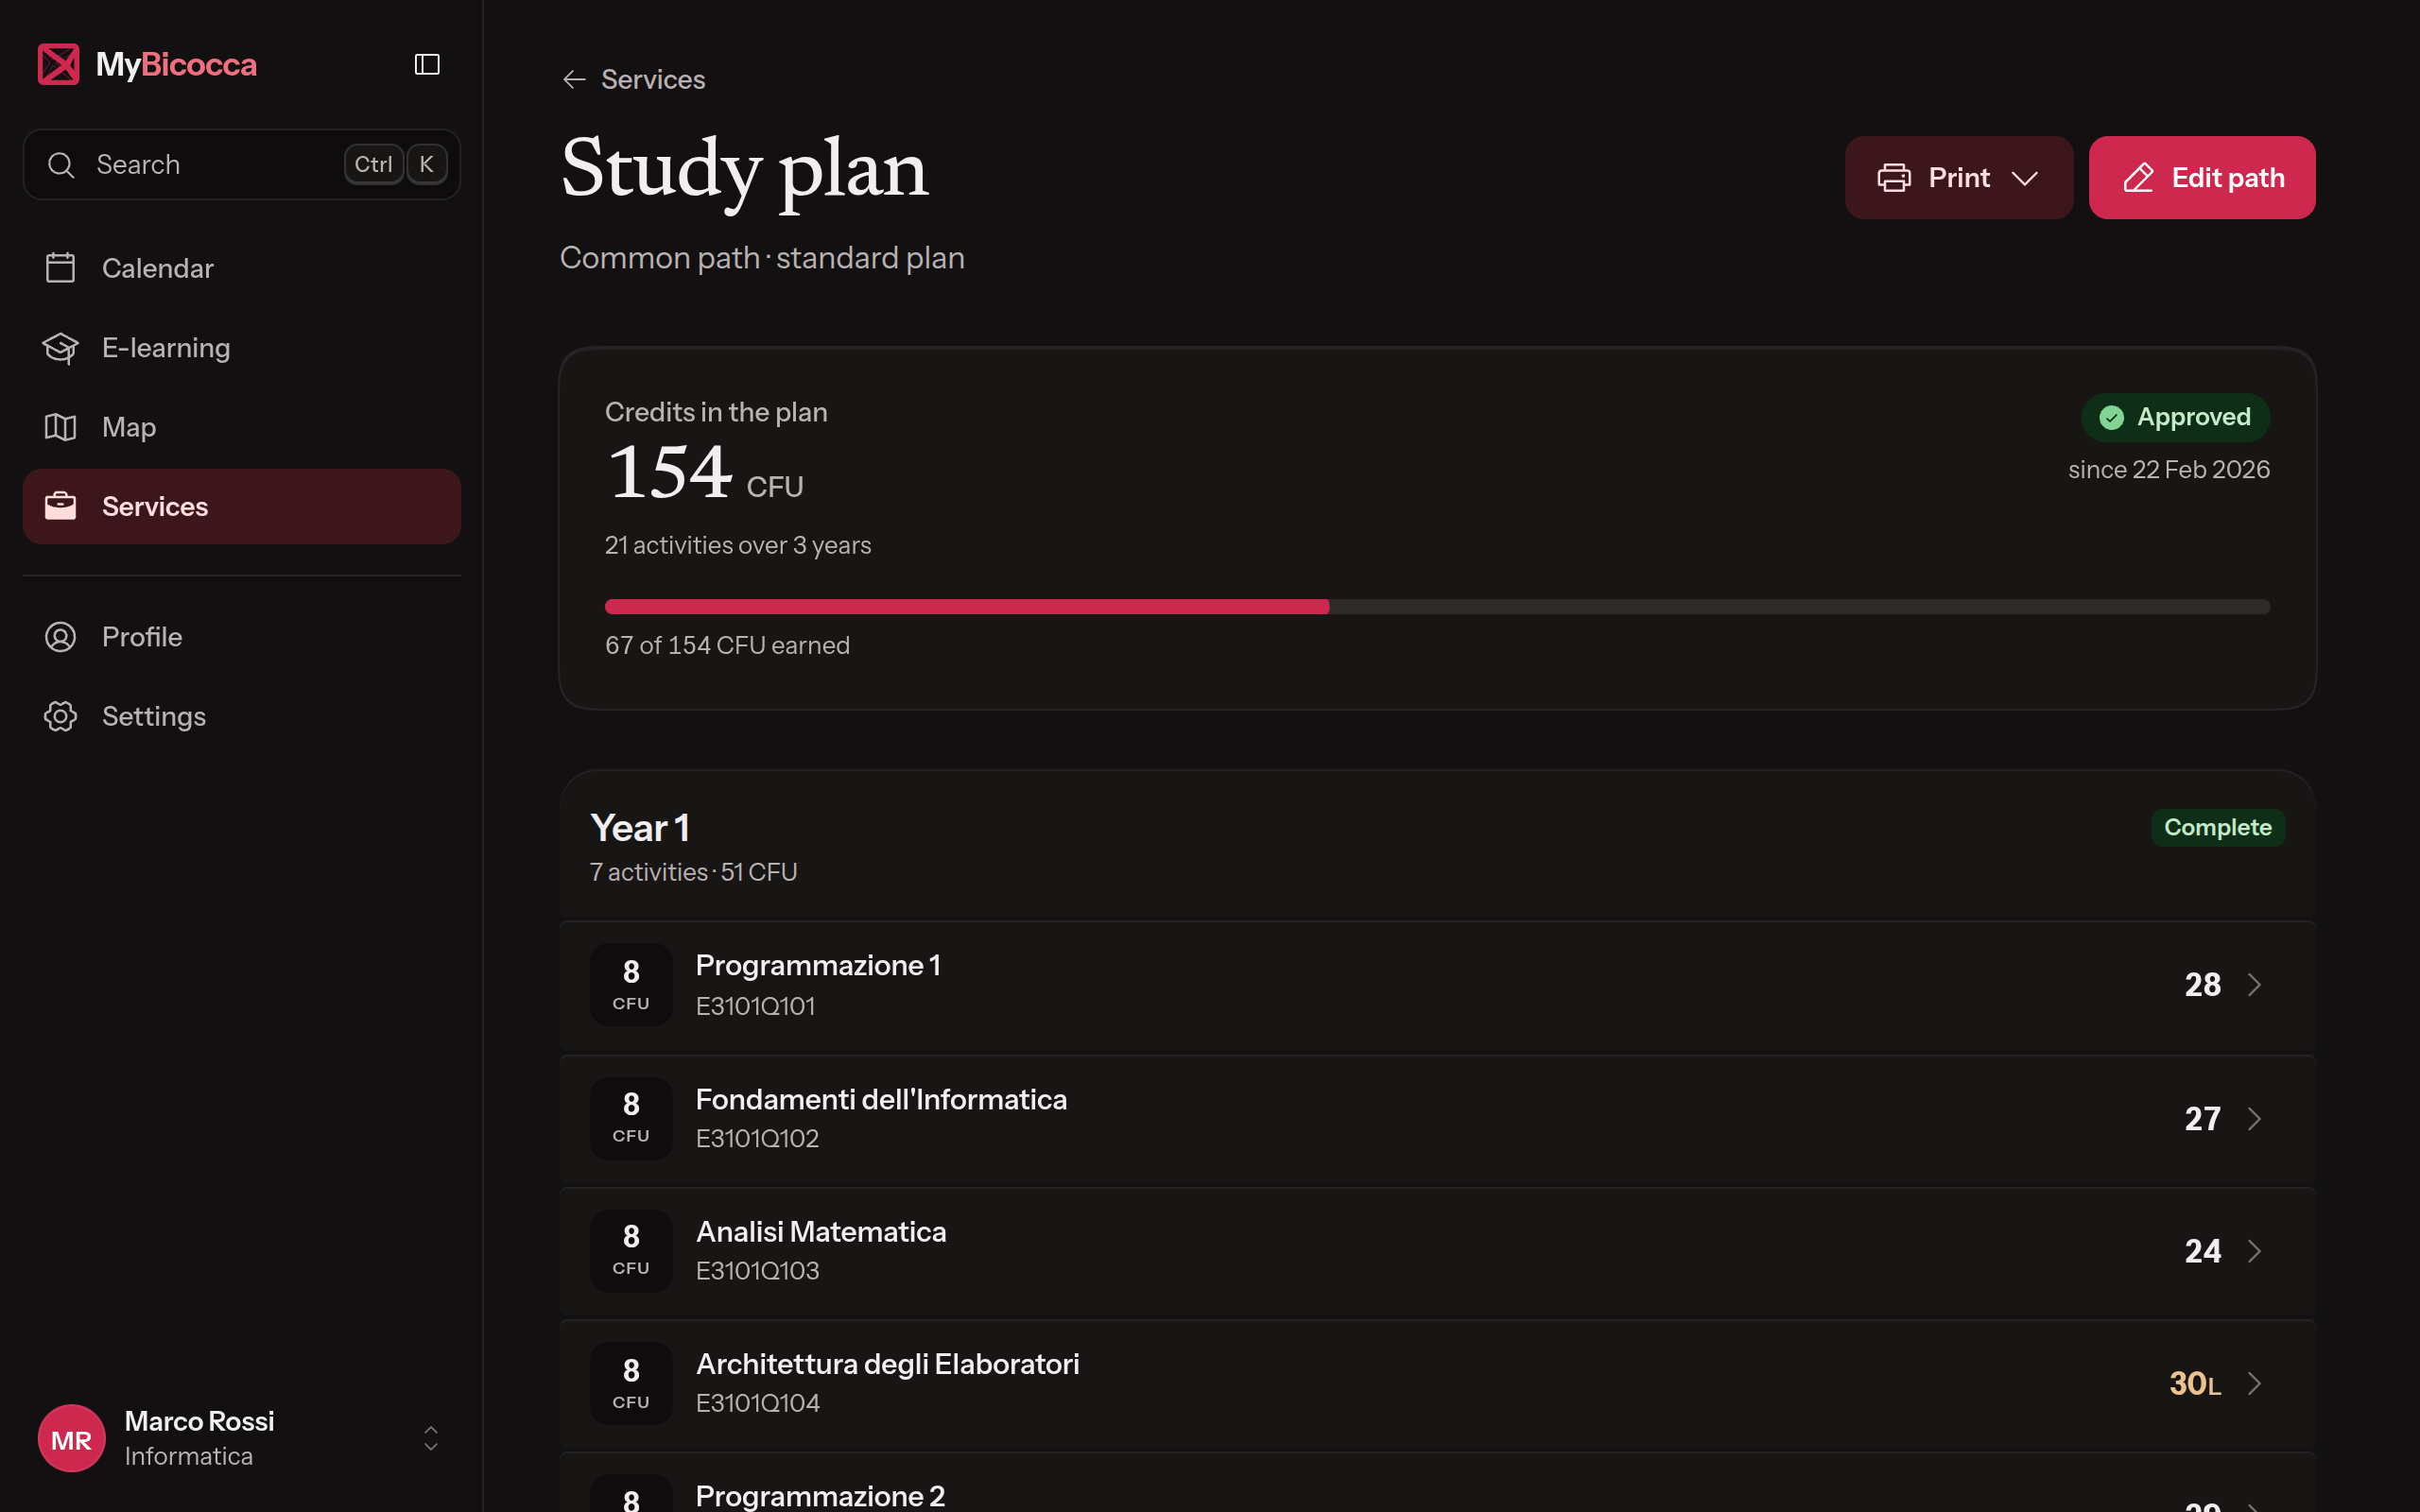 MyBicocca
Search
Ctrl K
Calendar
E-learning
Map
Services
Profile
Settings
MR
Marco Rossi
Informatica
Services
Study plan
Common path · standard plan
Print
Edit path
Credits in the plan
154 CFU
21 activities over 3 years
Approved
since 22 Feb 2026
67 of 154 CFU earned
Year 1
7 activities · 51 CFU
Complete
8 CFU
Programmazione 1
E3101Q101
28
8 CFU
Fondamenti dell'Informatica
E3101Q102
27
8 CFU
Analisi Matematica
E3101Q103
24
8 CFU
Architettura degli Elaboratori
E3101Q104
30L
8
Programmazione 2